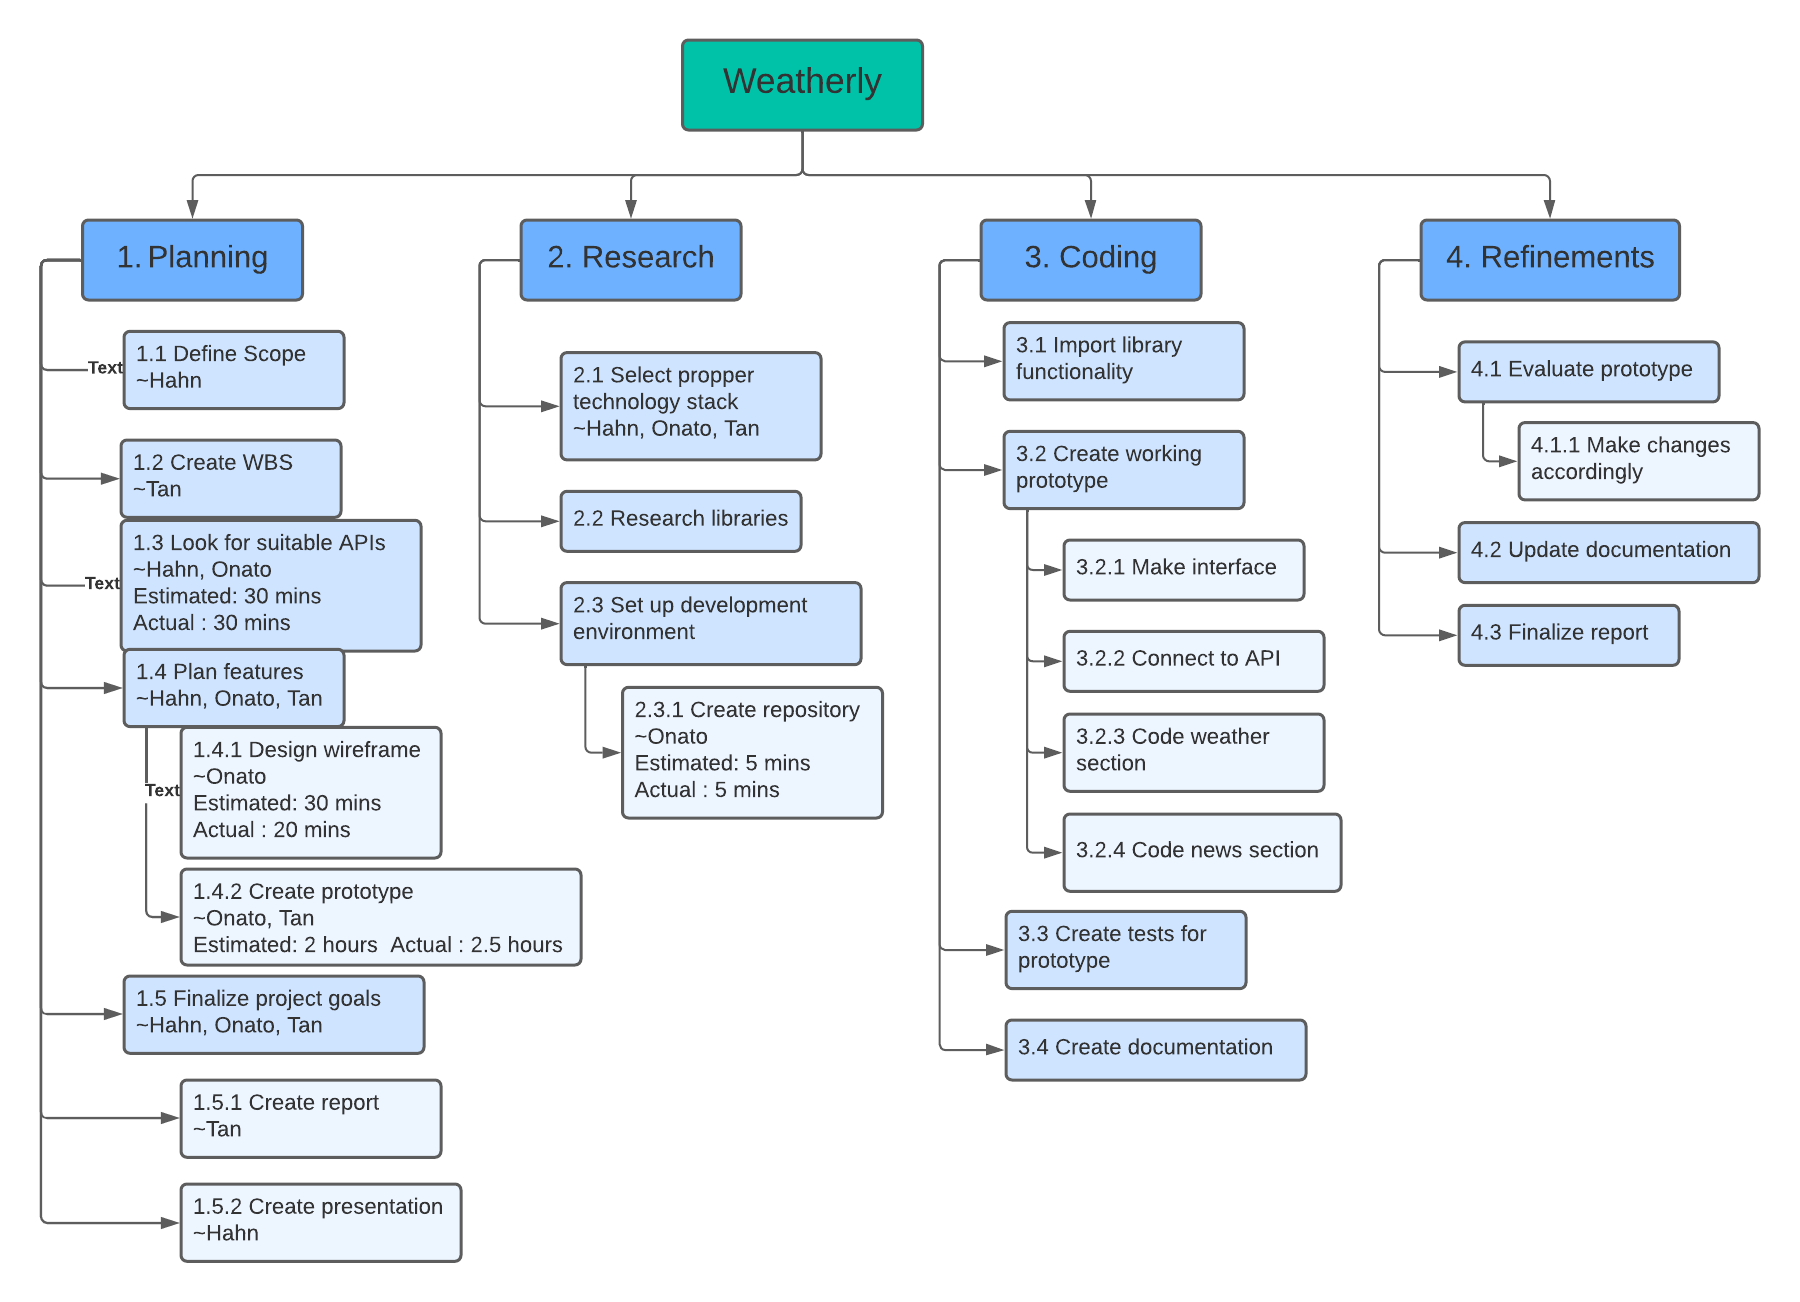 Weatherly
1. Planning
Text
1.1 Define Scope
~Hahn
1.2 Create WBS
~Tan
Text
1.3 Look for suitable APIs
~Hahn, Onato
Estimated: 30 mins
Actual : 30 mins
1.4 Plan features
~Hahn, Onato, Tan
Text
1.4.1 Design wireframe
~Onato
Estimated: 30 mins
Actual : 20 mins
1.4.2 Create prototype
~Onato, Tan
Estimated: 2 hours  Actual : 2.5 hours
1.5 Finalize project goals
~Hahn, Onato, Tan
1.5.1 Create report
~Tan
1.5.2 Create presentation
~Hahn
2. Research
2.1 Select propper
technology stack
~Hahn, Onato, Tan
2.2 Research libraries
2.3 Set up development
environment
2.3.1 Create repository
~Onato
Estimated: 5 mins
Actual : 5 mins
3. Coding
3.1 Import library
functionality
3.2 Create working
prototype
3.2.1 Make interface
3.2.2 Connect to API
3.2.3 Code weather
section
3.2.4 Code news section
3.3 Create tests for
prototype
3.4 Create documentation
4. Refinements
4.1 Evaluate prototype
4.1.1 Make changes
accordingly
4.2 Update documentation
4.3 Finalize report